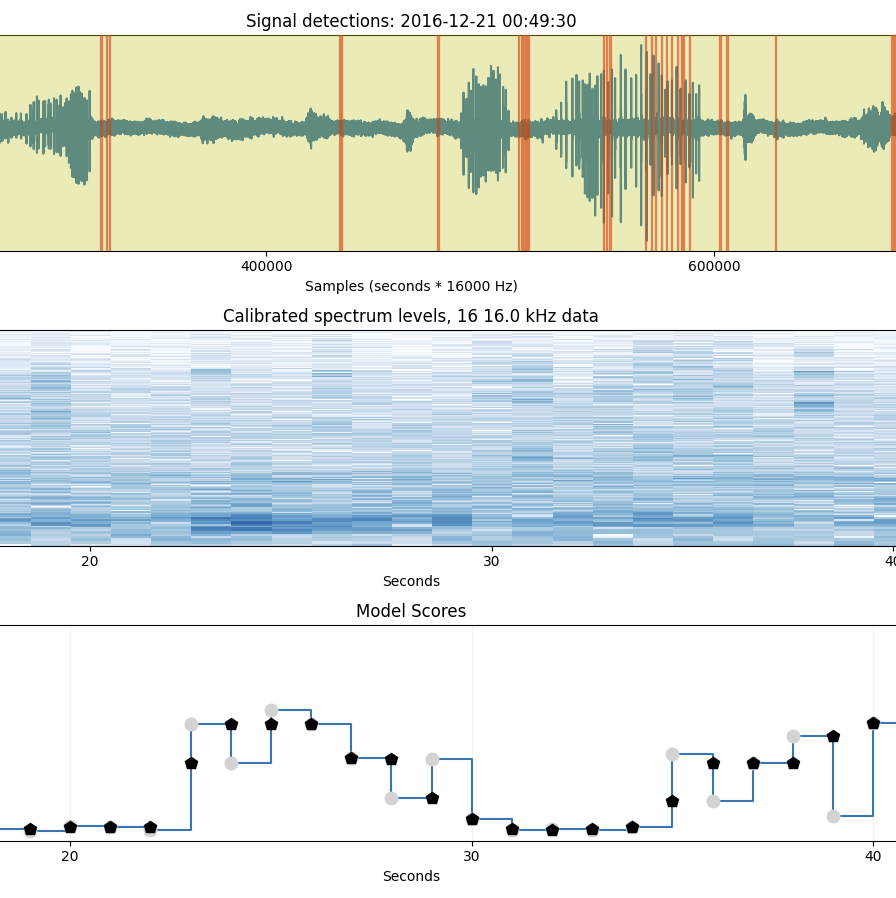 Signal detections: 2016-12-21 00:49:30
400000 600000
Samples (seconds * 16000 Hz)
Calibrated spectrum levels, 16 16.0 kHz data
20 30
Seconds
Model Scores
20 30 40
Seconds